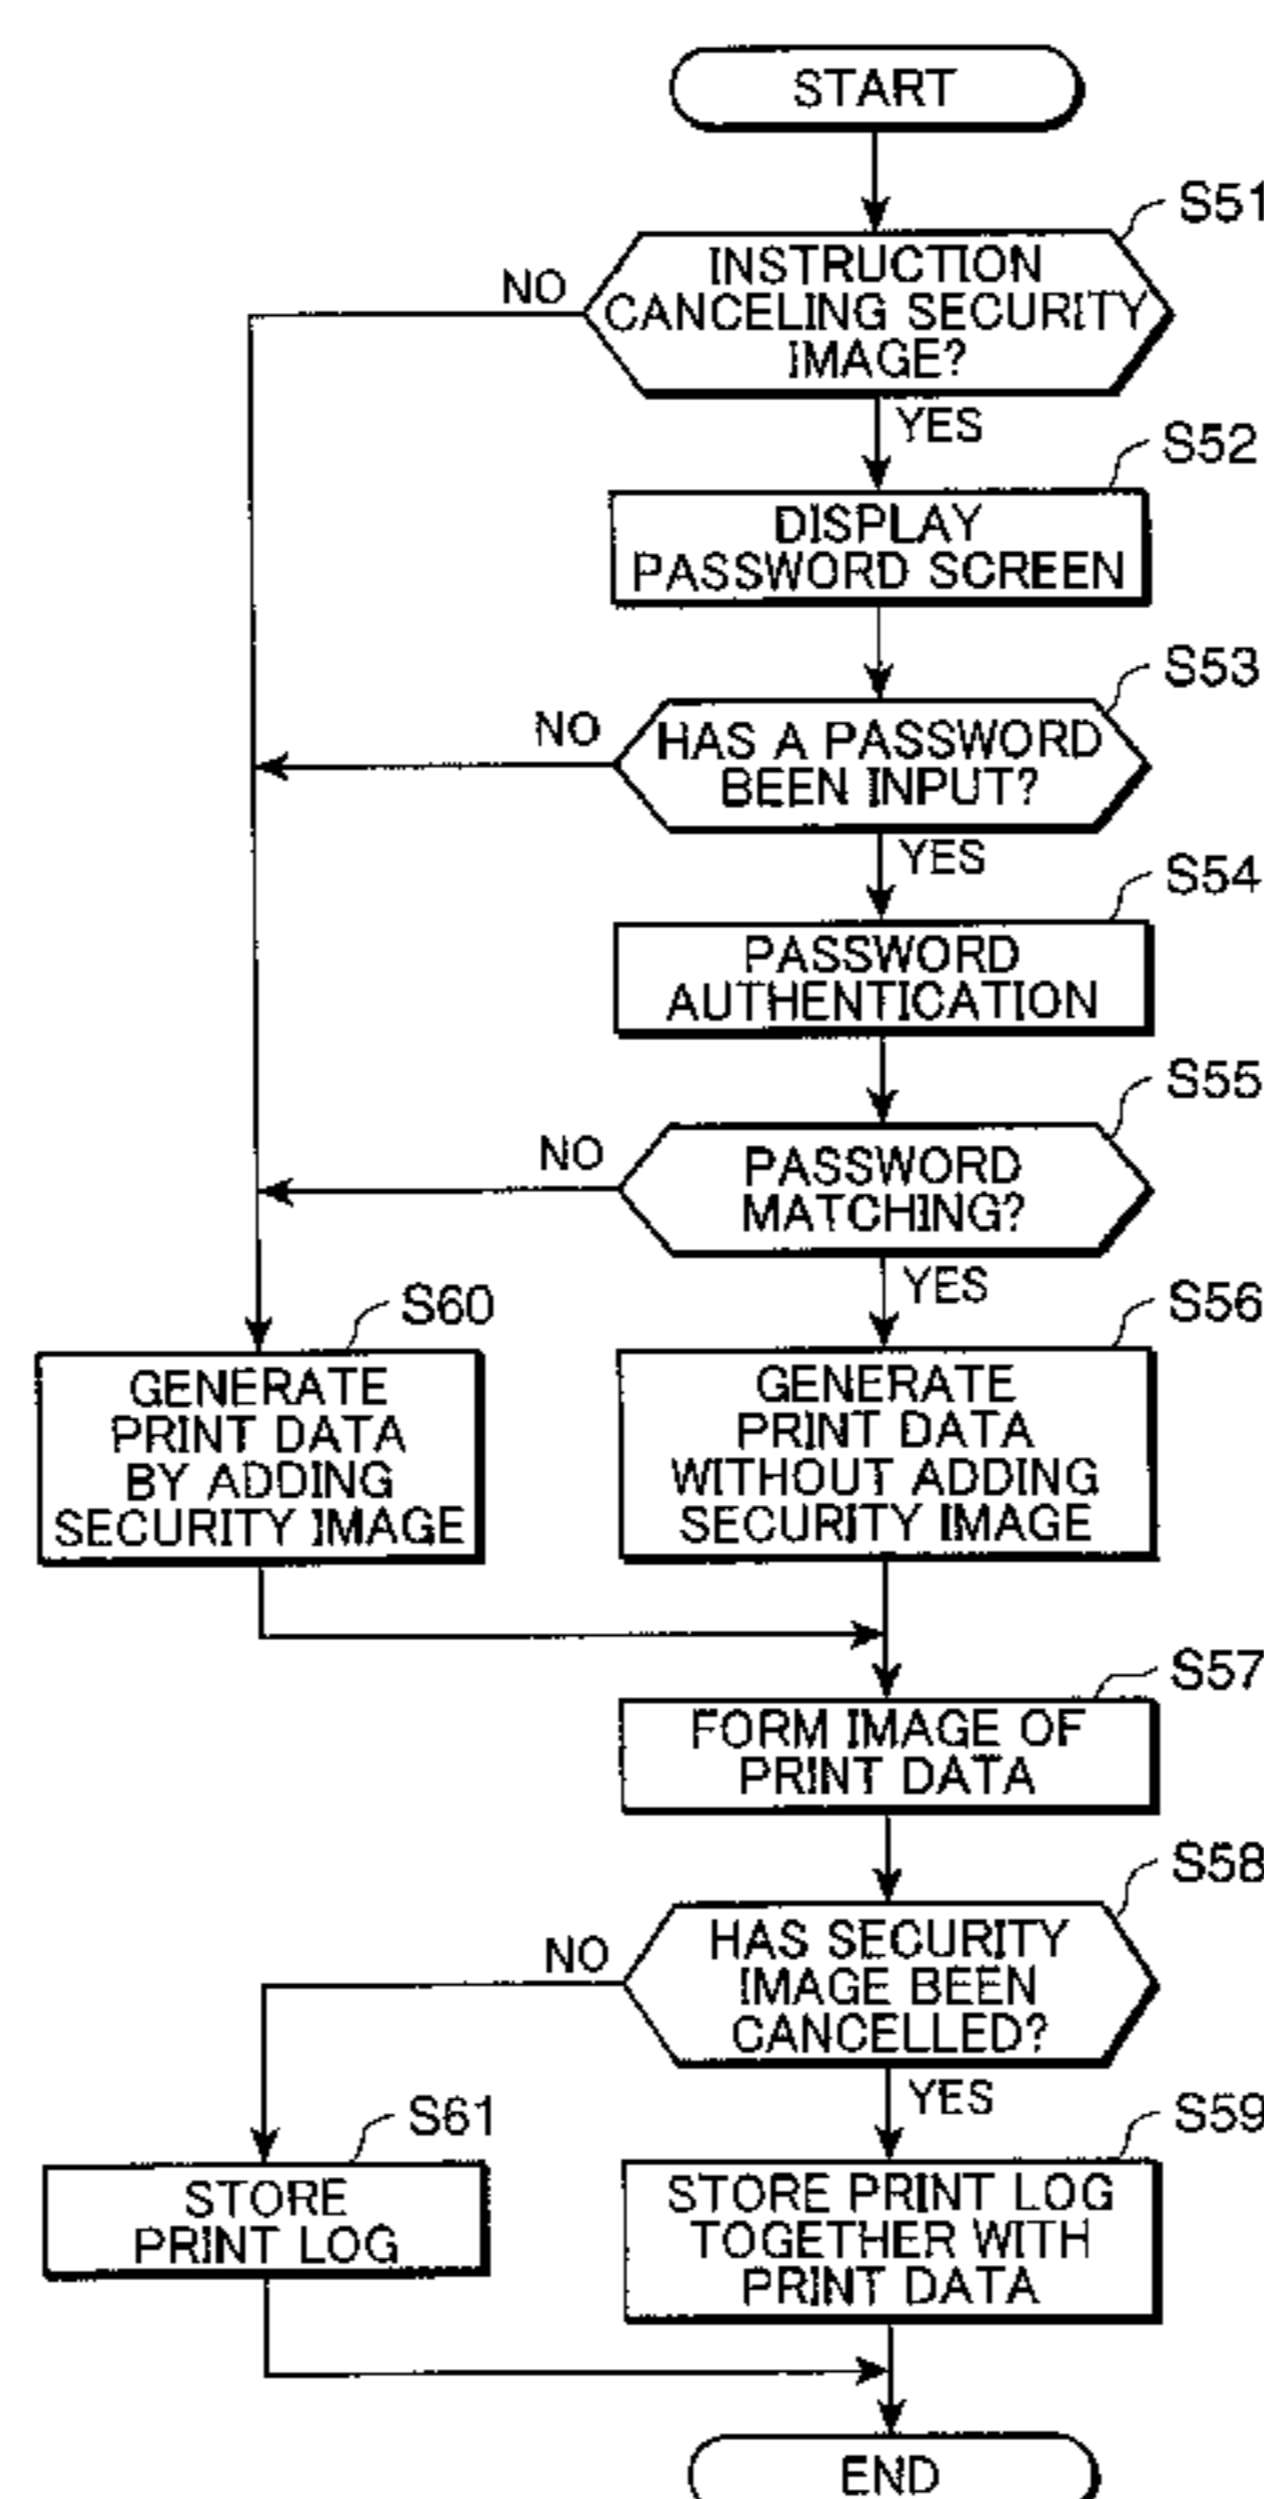 START
S51
INSTRUCTION
CANCELING SECURITY
IMAGE?
NO
YES
S52
DISPLAY
PASSWORD SCREEN
S53
HAS A PASSWORD
BEEN INPUT?
NO
YES
S54
PASSWORD
AUTHENTICATION
S55
PASSWORD
MATCHING?
NO
YES
S60
GENERATE
PRINT DATA
BY ADDING
SECURITY IMAGE
S56
GENERATE
PRINT DATA
WITHOUT ADDING
SECURITY IMAGE
S57
FORM IMAGE OF
PRINT DATA
S58
HAS SECURITY
IMAGE BEEN
CANCELLED?
NO
YES
S61
STORE
PRINT LOG
S59
STORE PRINT LOG
TOGETHER WITH
PRINT DATA
END